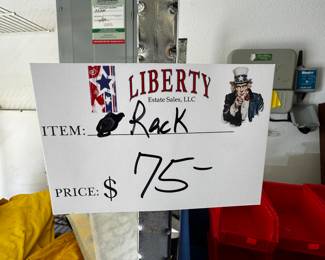 LIBERTY
Estate Sales, LLC
ITEM: Rack
PRICE: $ 75-